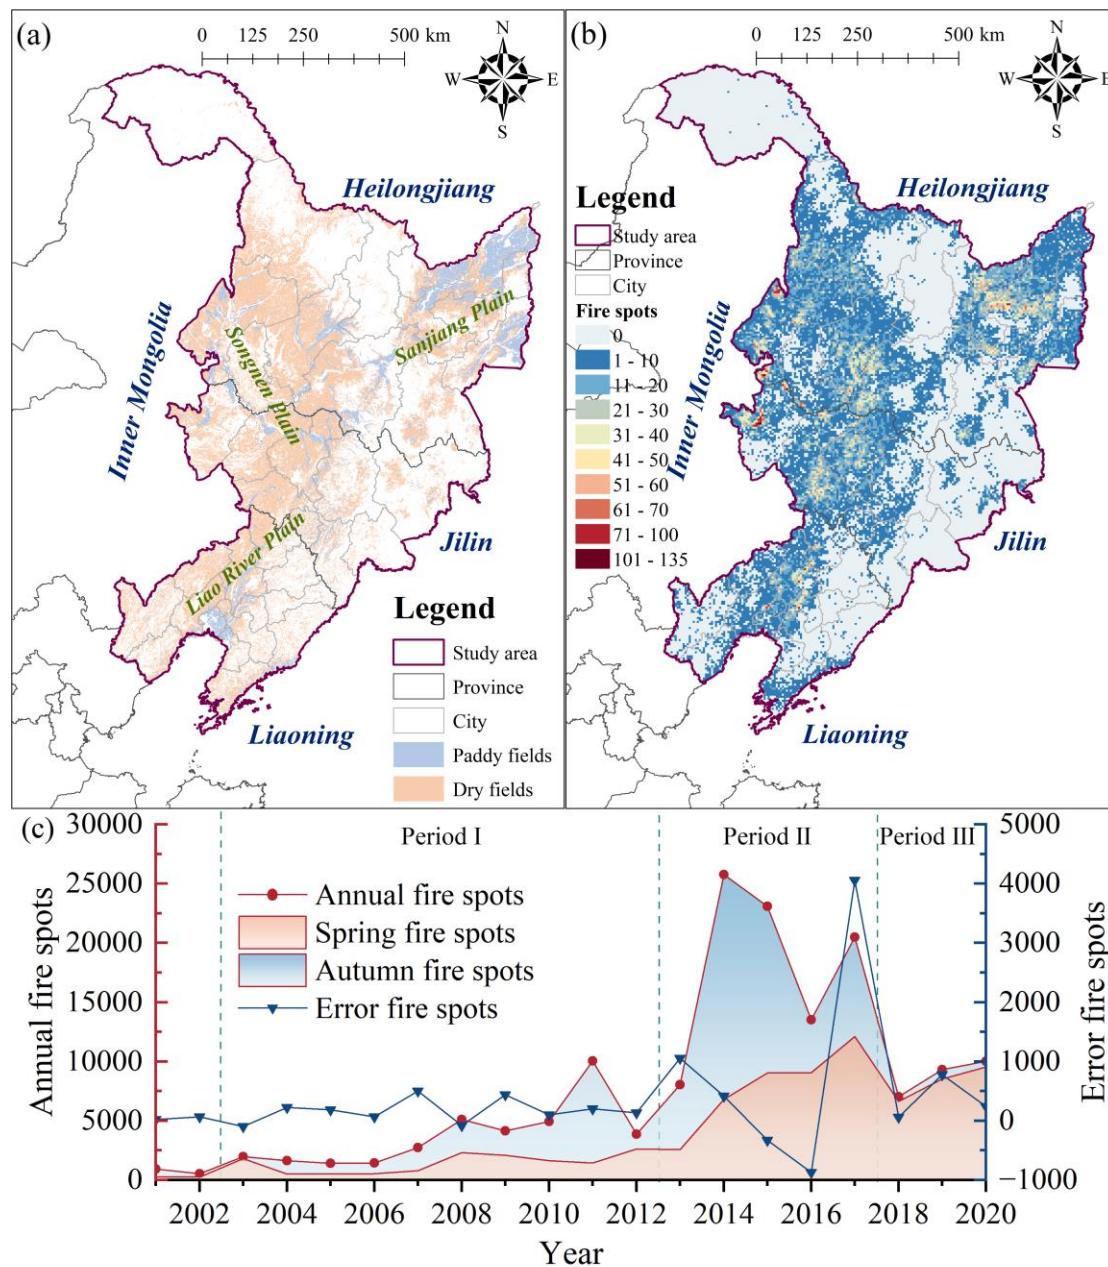 (a)
0 125 250 500 km
N
W E
S
Heilongjiang
Sanjiang Plain
Songnen Plain
Inner Mongolia
Liao River Plain
Jilin
Liaoning
Legend
Study area
Province
City
Paddy fields
Dry fields
(b)
0 125 250 500 km
N
W E
S
Heilongjiang
Inner Mongolia
Jilin
Liaoning
Legend
Study area
Province
City
Fire spots
0
1 - 10
11 - 20
21 - 30
31 - 40
41 - 50
51 - 60
61 - 70
71 - 100
101 - 135
(c)
Period I Period II Period III
Annual fire spots
Spring fire spots
Autumn fire spots
Error fire spots
Annual fire spots
30000
25000
20000
15000
10000
5000
0
5000
4000
3000
2000
1000
0
−1000
Error fire spots
2002 2004 2006 2008 2010 2012 2014 2016 2018 2020
Year